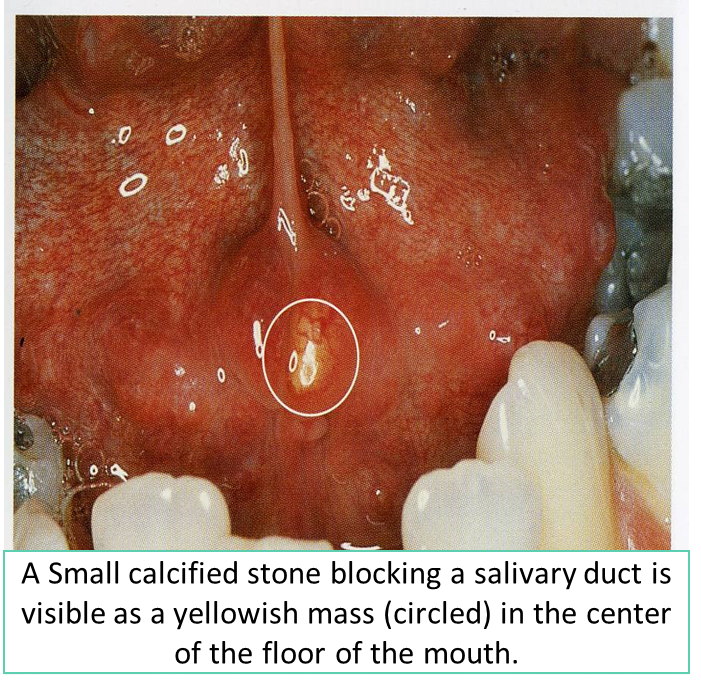 A Small calcified stone blocking a salivary duct is
visible as a yellowish mass (circled) in the center
of the floor of the mouth.